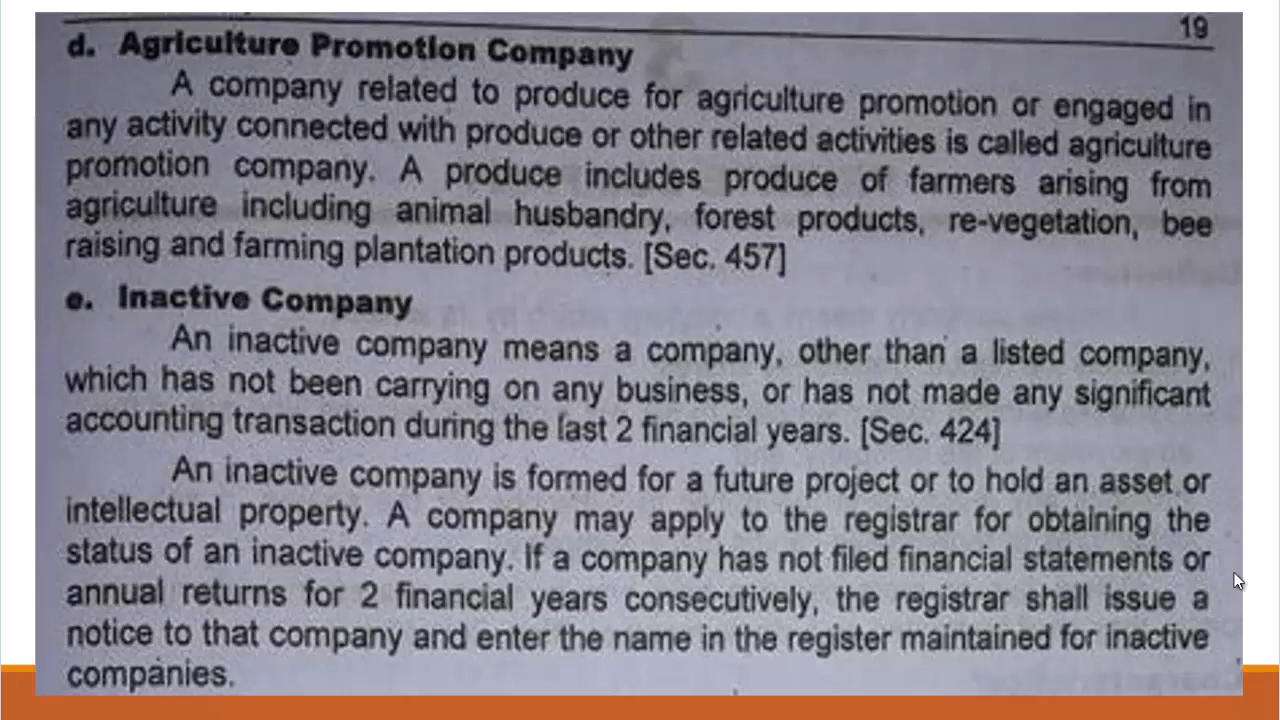 19
d. Agriculture Promotion Company
A company related to produce for agriculture promotion or engaged in
any activity connected with produce or other related activities is called agriculture
promotion company. A produce includes produce of farmers arising from
agriculture including animal husbandry, forest products, re-vegetation, bee
raising and farming plantation products. [Sec. 457]
e. Inactive Company
An inactive company means a company, other than a listed company,
which has not been carrying on any business, or has not made any significant
accounting transaction during the last 2 financial years. [Sec. 424]
An inactive company is formed for a future project or to hold an asset or
intellectual property. A company may apply to the registrar for obtaining the
status of an inactive company. If a company has not filed financial statements or
annual returns for 2 financial years consecutively, the registrar shall issue a
notice to that company and enter the name in the register maintained for inactive
companies.